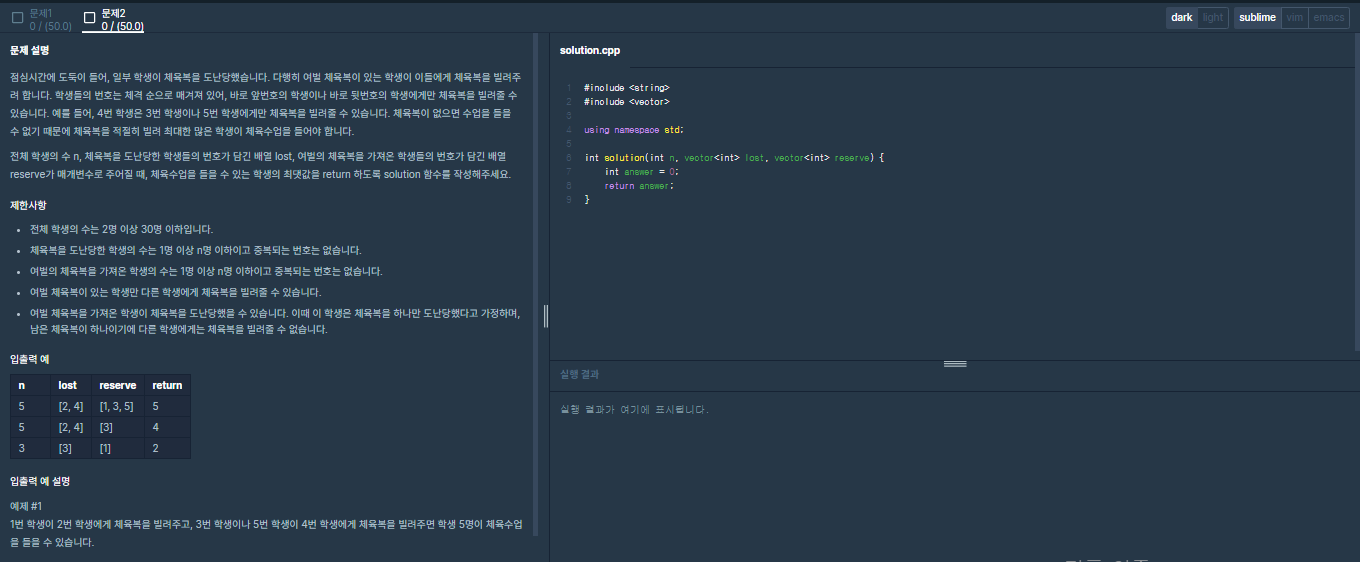 문제1
0 / (50.0)
문제2
0 / (50.0)
dark light
sublime vim emacs
문제 설명
점심시간에 도둑이 들어, 일부 학생이 체육복을 도난당했습니다. 다행히 여벌 체육복이 있는 학생이 이들에게 체육복을 빌려주
려 합니다. 학생들의 번호는 체격 순으로 매겨져 있어, 바로 앞번호의 학생이나 바로 뒷번호의 학생에게만 체육복을 빌려줄 수
있습니다. 예를 들어, 4번 학생은 3번 학생이나 5번 학생에게만 체육복을 빌려줄 수 있습니다. 체육복이 없으면 수업을 들을
수 없기 때문에 체육복을 적절히 빌려 최대한 많은 학생이 체육수업을 들어야 합니다.
전체 학생의 수 n, 체육복을 도난당한 학생들의 번호가 담긴 배열 lost, 여벌의 체육복을 가져온 학생들의 번호가 담긴 배열
reserve가 매개변수로 주어질 때, 체육수업을 들을 수 있는 학생의 최댓값을 return 하도록 solution 함수를 작성해주세요.
제한사항
• 전체 학생의 수는 2명 이상 30명 이하입니다.
• 체육복을 도난당한 학생의 수는 1명 이상 n명 이하이고 중복되는 번호는 없습니다.
• 여벌의 체육복을 가져온 학생의 수는 1명 이상 n명 이하이고 중복되는 번호는 없습니다.
• 여벌 체육복이 있는 학생만 다른 학생에게 체육복을 빌려줄 수 있습니다.
• 여벌 체육복을 가져온 학생이 체육복을 도난당했을 수 있습니다. 이때 이 학생은 체육복을 하나만 도난당했다고 가정하며,
남은 체육복이 하나이기에 다른 학생에게는 체육복을 빌려줄 수 없습니다.
입출력 예
n lost reserve return
5 [2, 4] [1, 3, 5] 5
5 [2, 4] [3] 4
3 [3] [1] 2
입출력 예 설명
예제 #1
1번 학생이 2번 학생에게 체육복을 빌려주고, 3번 학생이나 5번 학생이 4번 학생에게 체육복을 빌려주면 학생 5명이 체육수업
을 들을 수 있습니다.
solution.cpp
1 #include <string>
2 #include <vector>
3
4 using namespace std;
5
6 int solution(int n, vector<int> lost, vector<int> reserve) {
7 int answer = 0;
8 return answer;
9 }
실행 결과
실행 결과가 여기에 표시됩니다.